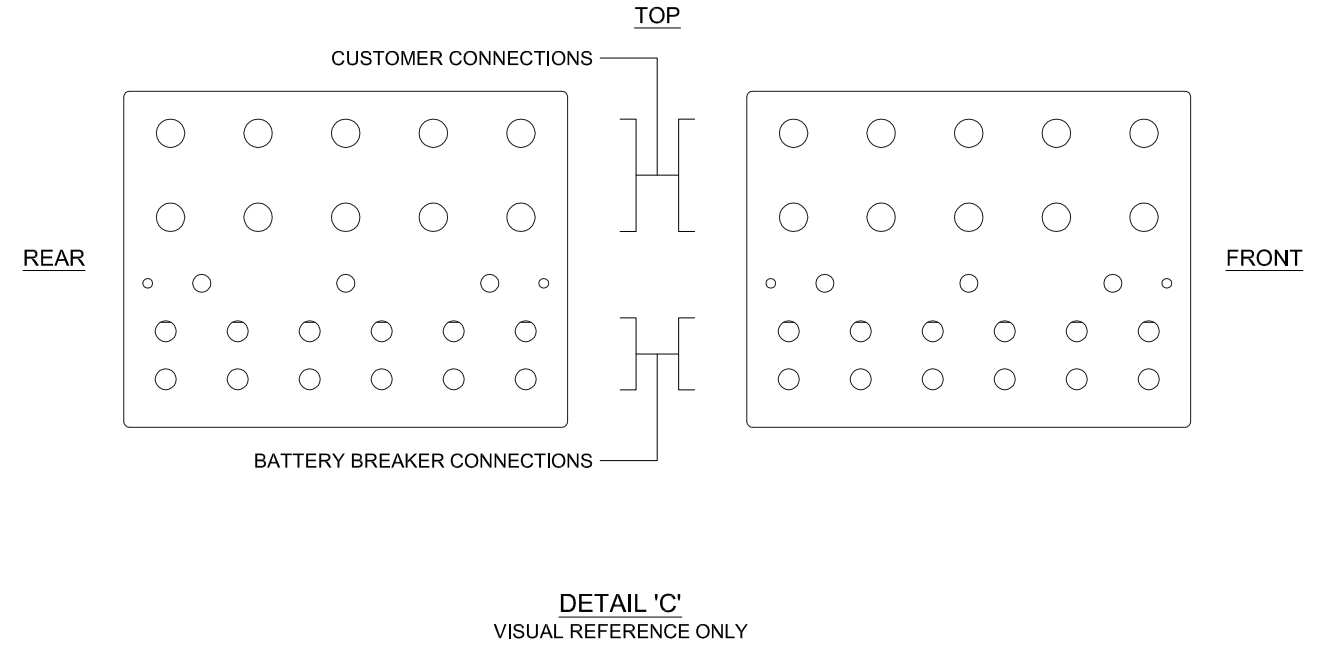 TOP
CUSTOMER CONNECTIONS
REAR
FRONT
BATTERY BREAKER CONNECTIONS
DETAIL 'C'
VISUAL REFERENCE ONLY